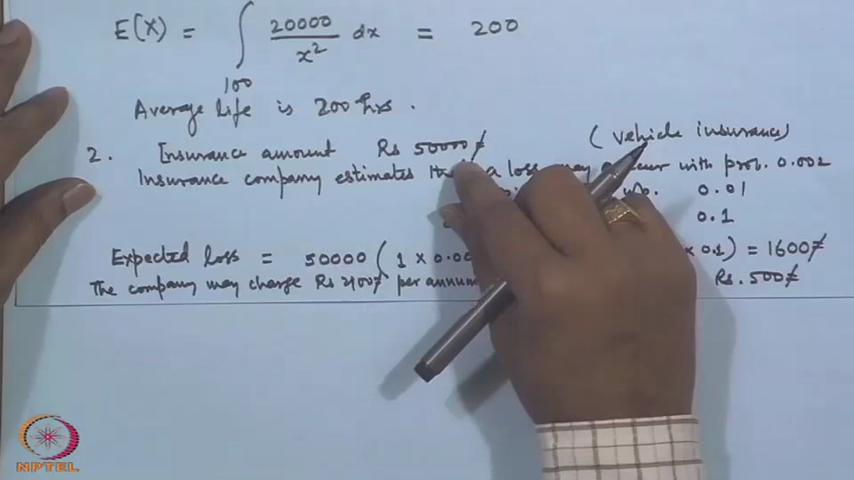 E(X) = ∫ 20000 / x² dx = 200
100
Average life is 200 hrs.
2. Insurance amount Rs 50000/- (vehicle insurance)
Insurance company estimates a loss may occur with prob. 0.002
0.01
0.1
Expected loss = 50000 (1 × 0.00 × 0.1) = 1600/-
The company may charge Rs 2100/- per annum Rs. 500/-
NPTEL